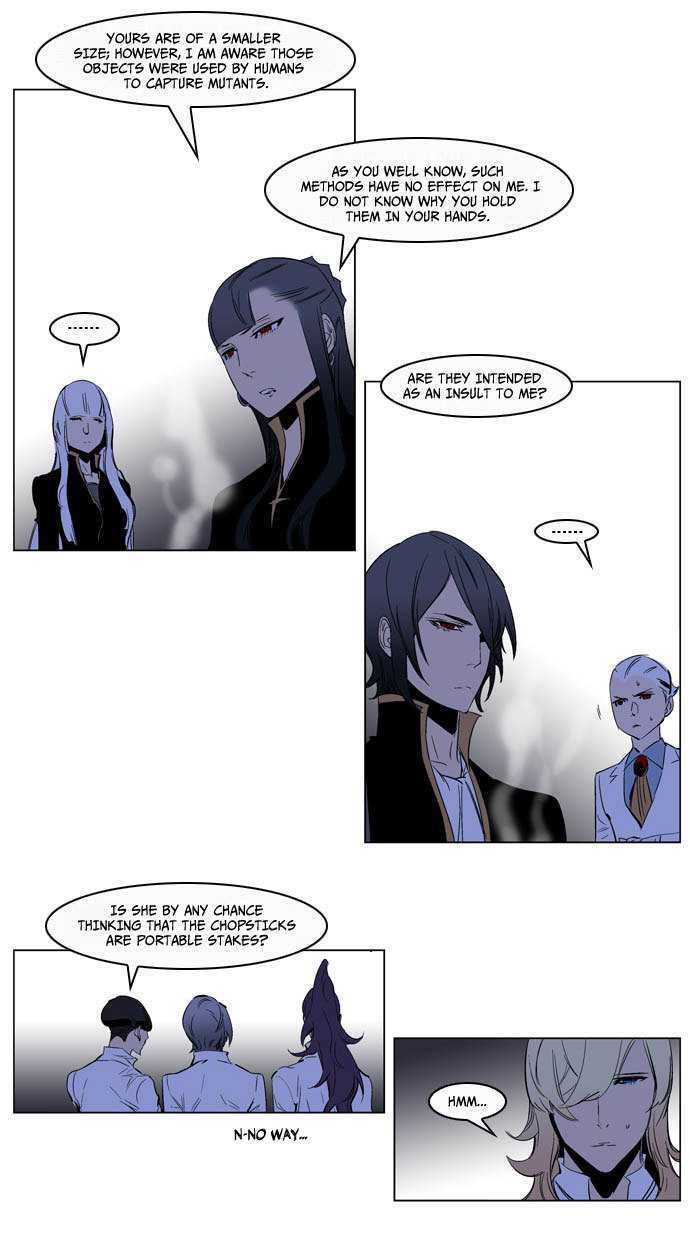 YOURS ARE OF A SMALLER
SIZE; HOWEVER, I AM AWARE THOSE
OBJECTS WERE USED BY HUMANS
TO CAPTURE MUTANTS.
AS YOU WELL KNOW, SUCH
METHODS HAVE NO EFFECT ON ME. I
DO NOT KNOW WHY YOU HOLD
THEM IN YOUR HANDS.
------
ARE THEY INTENDED
AS AN INSULT TO ME?
------
IS SHE BY ANY CHANCE
THINKING THAT THE CHOPSTICKS
ARE PORTABLE STAKES?
N-NO WAY...
HMM...